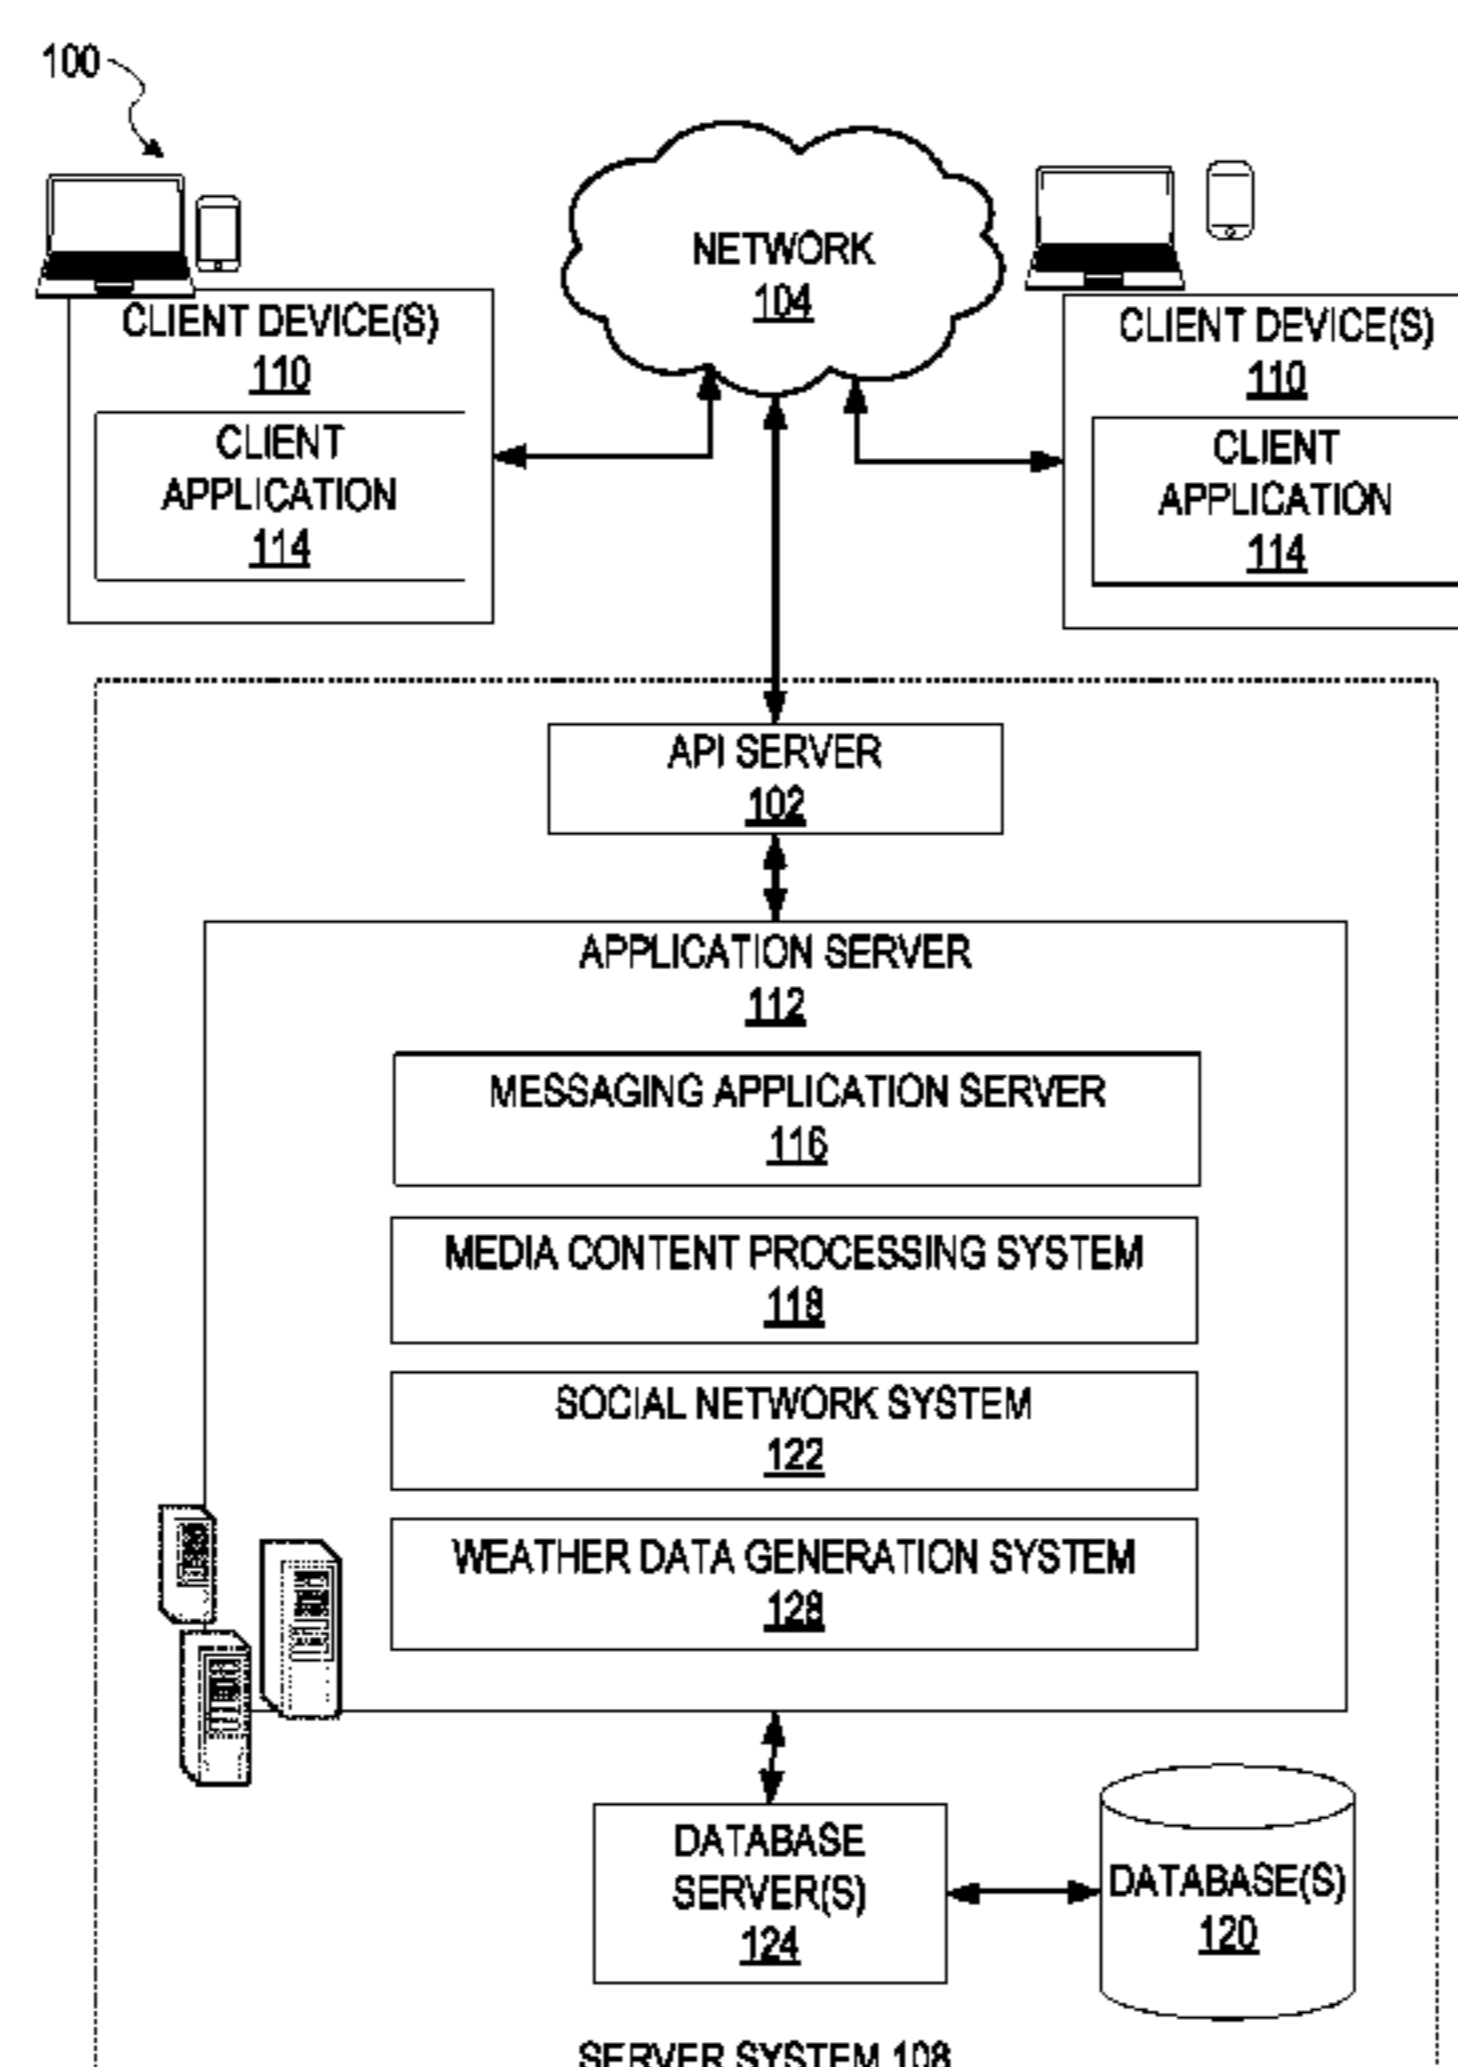 100
NETWORK
104
CLIENT DEVICE(S)
110
CLIENT
APPLICATION
114
CLIENT DEVICE(S)
110
CLIENT
APPLICATION
114
API SERVER
102
APPLICATION SERVER
112
MESSAGING APPLICATION SERVER
116
MEDIA CONTENT PROCESSING SYSTEM
118
SOCIAL NETWORK SYSTEM
122
WEATHER DATA GENERATION SYSTEM
128
DATABASE
SERVER(S)
124
DATABASE(S)
120
SERVER SYSTEM 108